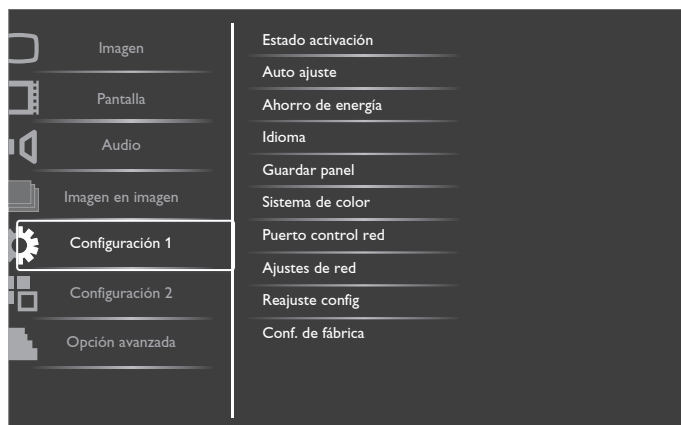 Imagen
Pantalla
Audio
Imagen en imagen
Configuración 1
Configuración 2
Opción avanzada
Estado activación
Auto ajuste
Ahorro de energía
Idioma
Guardar panel
Sistema de color
Puerto control red
Ajustes de red
Reajuste config
Conf. de fábrica